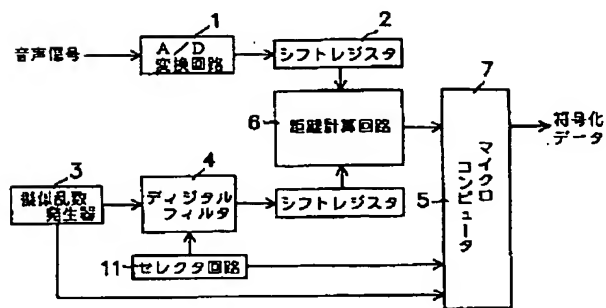 1
2
音声信号
A/D
変換回路
シフトレジスタ
7
6
距離計算回路
符号化
データ
マイクロコンピュータ
3
4
擬似乱数
発生器
ディジタル
フィルタ
シフトレジスタ
5
11
セレクタ回路